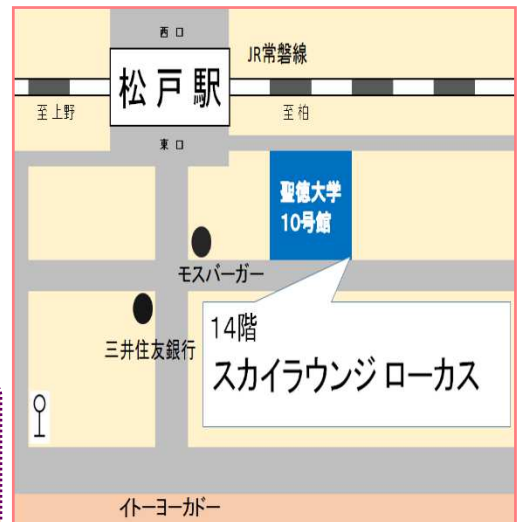 西口
JR常磐線
松戸駅
至上野
至柏
東口
聖徳大学
10号館
モスバーガー
14階
スカイラウンジ ローカス
三井住友銀行
イトーヨーカドー